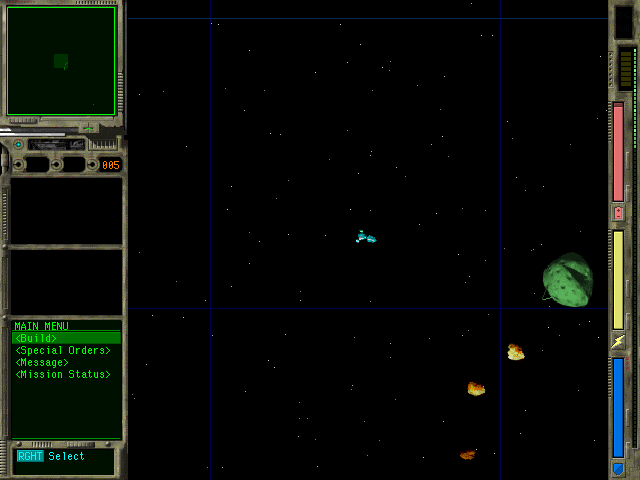 005
MAIN MENU
<Build>
<Special Orders>
<Message>
<Mission Status>
RGHT Select